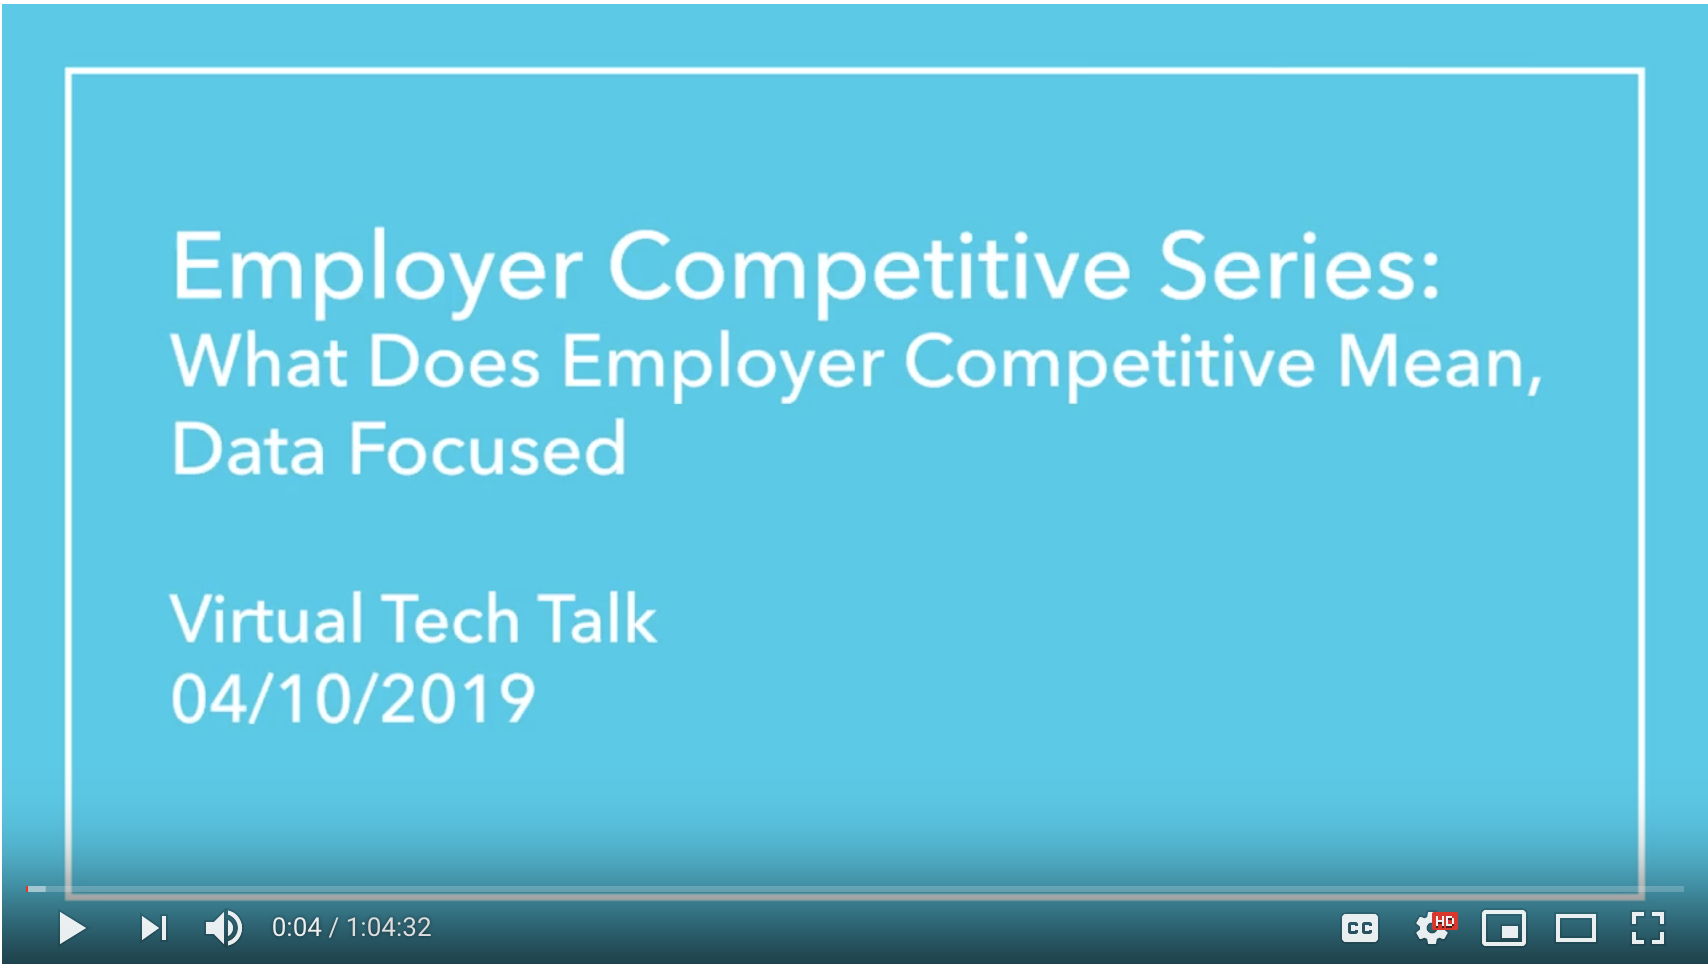 Employer Competitive Series:
What Does Employer Competitive Mean,
Data Focused
Virtual Tech Talk
04/10/2019
0:04 / 1:04:32
CC
HD